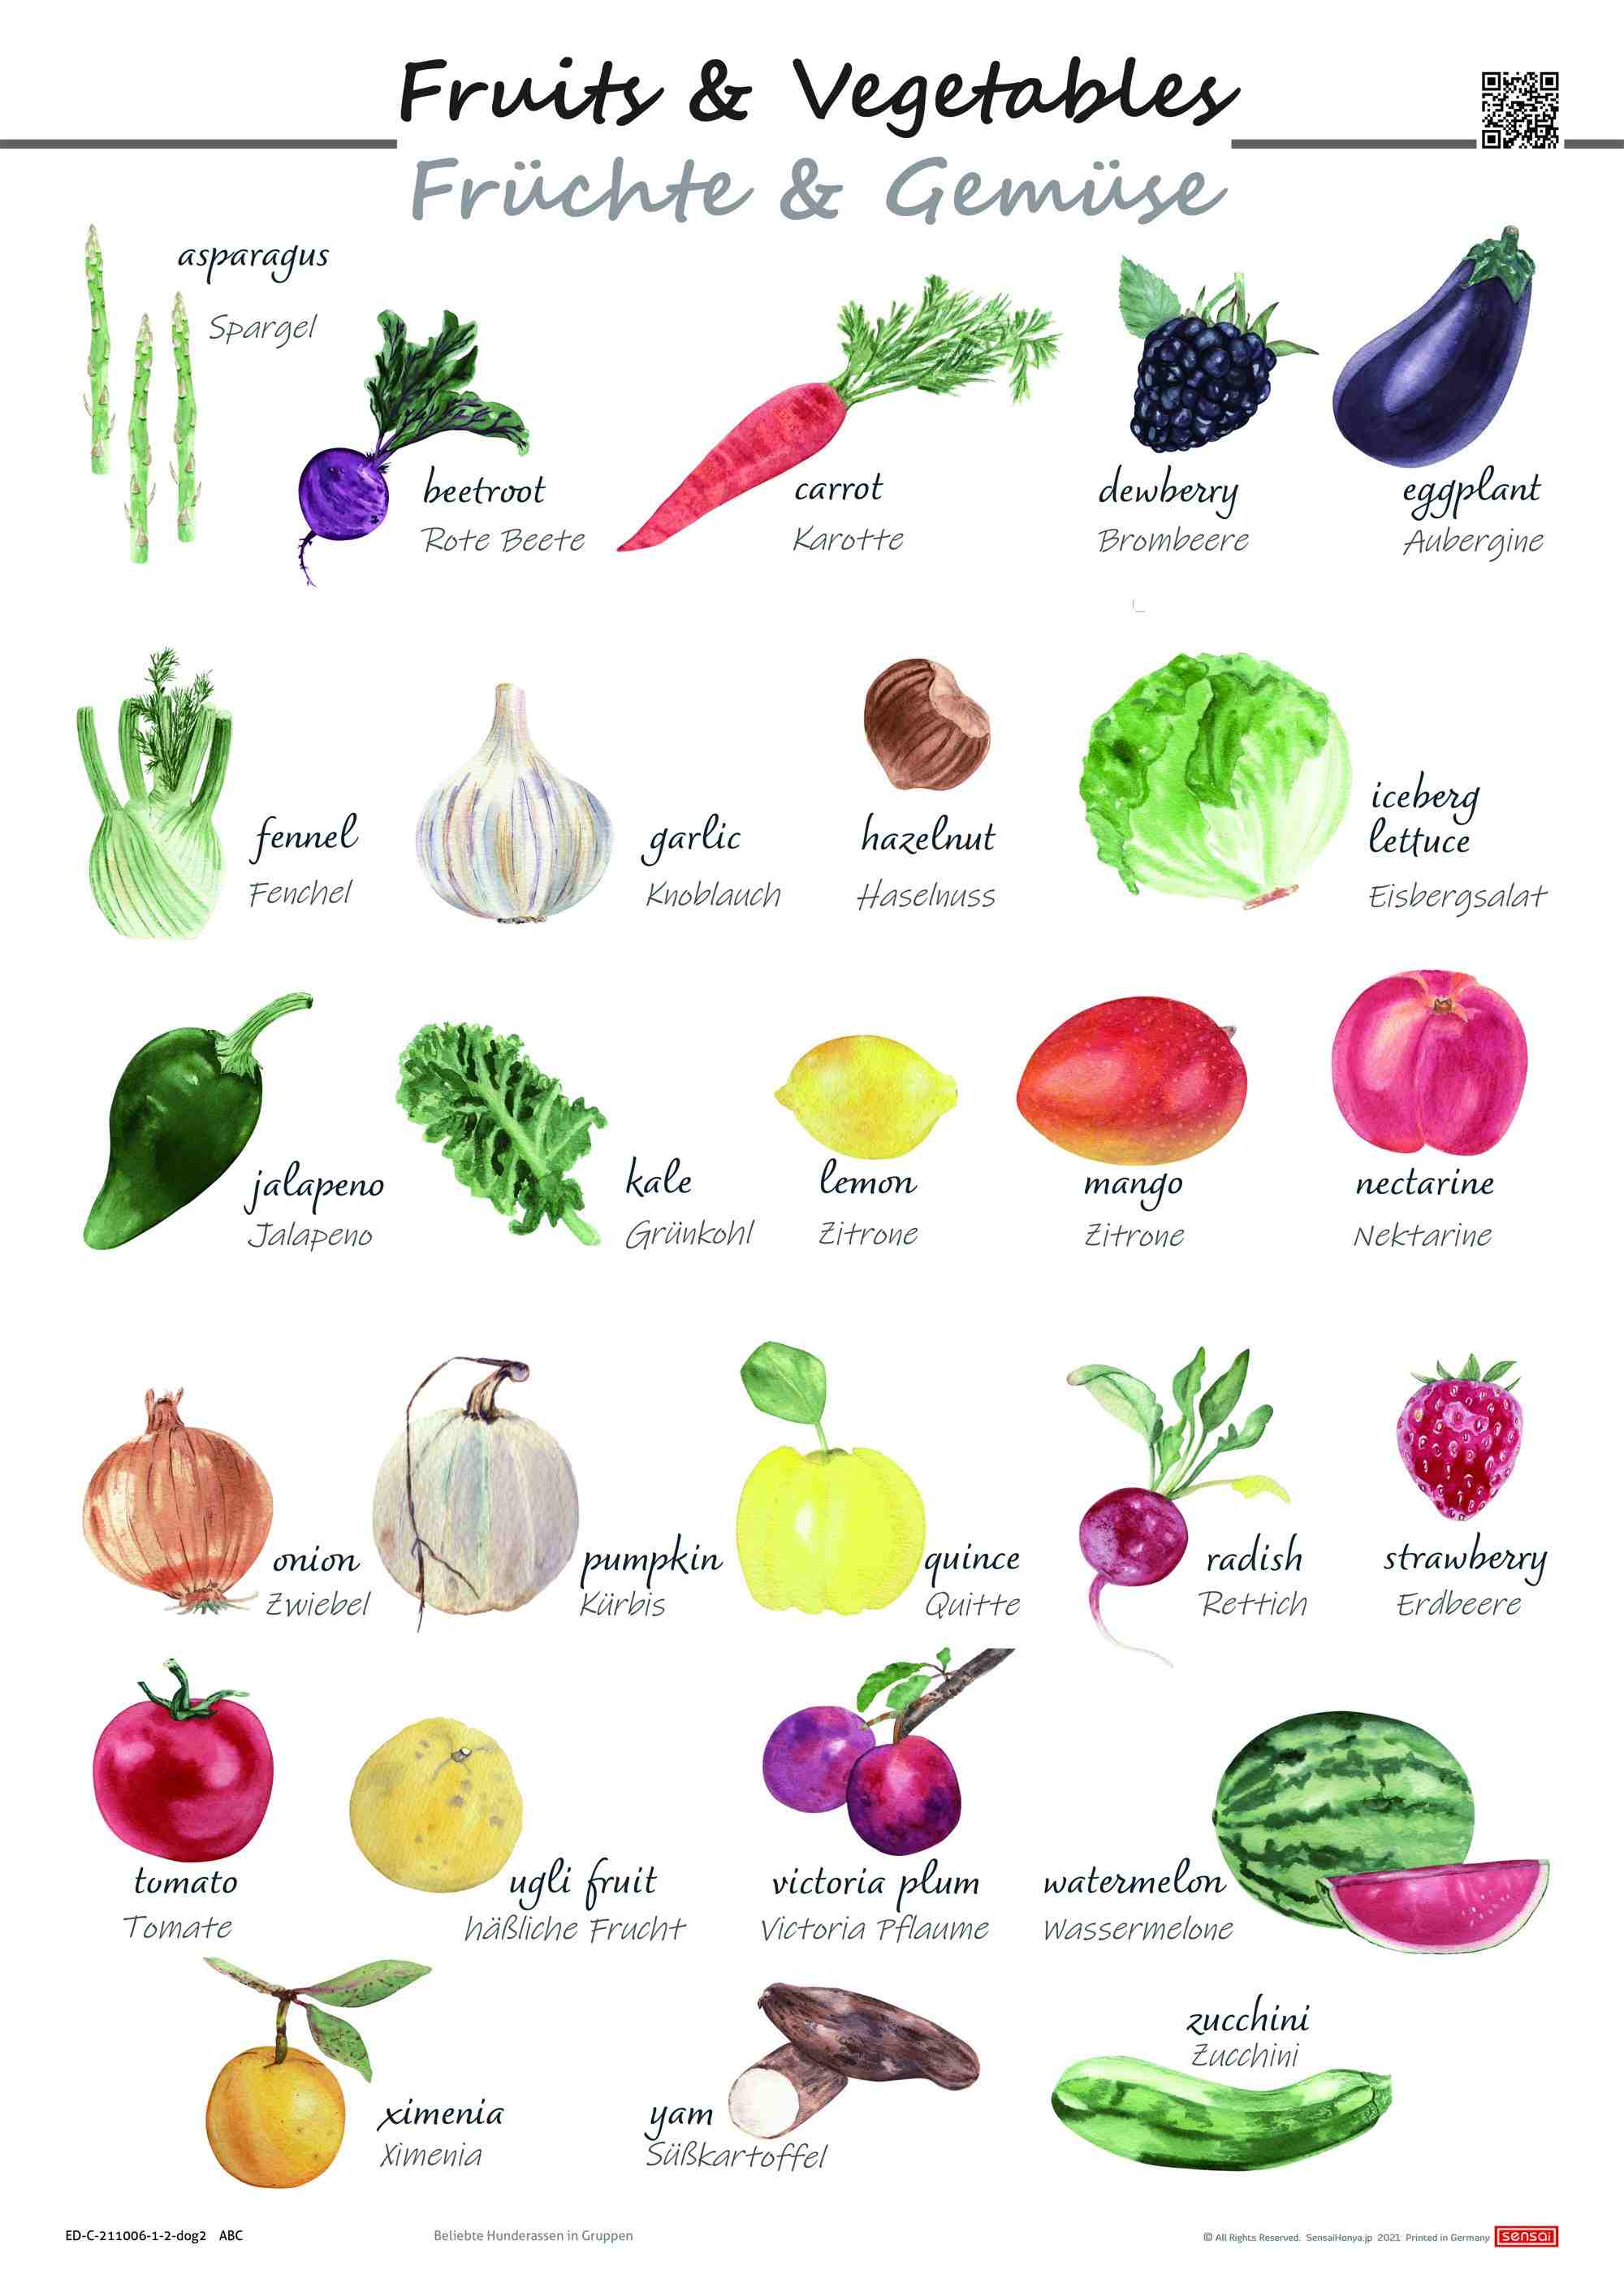 Fruits & Vegetables
Früchte & Gemüse
asparagus
Spargel
beetroot
Rote Beete
carrot
Karotte
dewberry
Brombeere
eggplant
Aubergine
fennel
Fenchel
garlic
Knoblauch
hazelnut
Haselnuss
iceberg
lettuce
Eisbergsalat
jalapeno
Jalapeno
kale
Grünkohl
lemon
Zitrone
mango
Zitrone
nectarine
Nektarine
onion
Zwiebel
pumpkin
Kürbis
quince
Quitte
radish
Rettich
strawberry
Erdbeere
tomato
Tomate
ugli fruit
häßliche Frucht
victoria plum
Victoria Pflaume
watermelon
Wassermelone
ximenia
Ximenia
yam
Süßkartoffel
zucchini
Zucchini
ED-C-211006-1-2-dog2 ABC
Beliebte Hunderassen in Gruppen
© All Rights Reserved. SensaiHonya.jp 2021 Printed in Germany
sensai